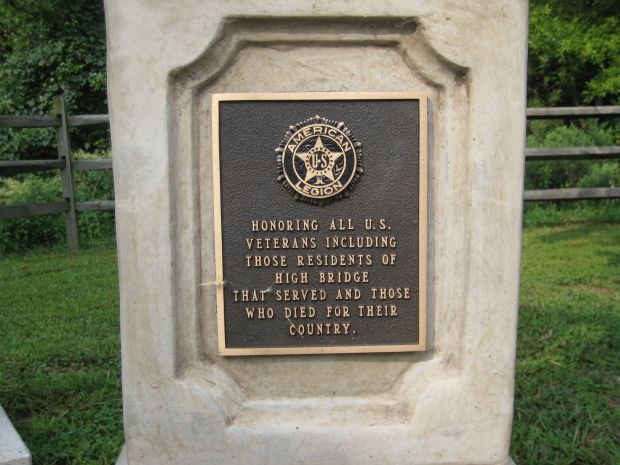 AMERICAN
U.S
LEGION
HONORING ALL U.S.
VETERANS INCLUDING
THOSE RESIDENTS OF
HIGH BRIDGE
THAT SERVED AND THOSE
WHO DIED FOR THEIR
COUNTRY.